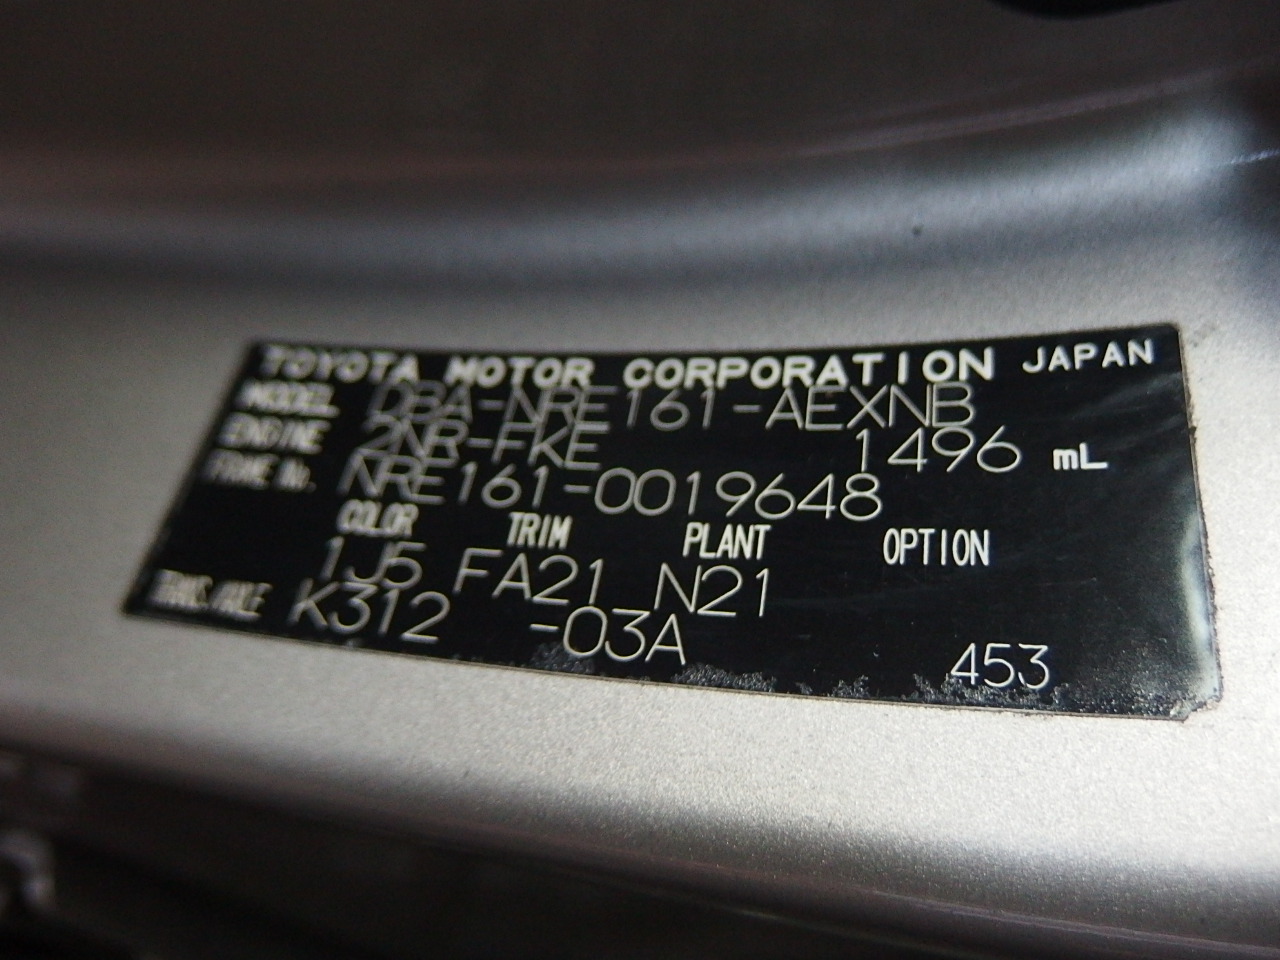 TOYOTA MOTOR CORPORATION JAPAN
MODEL DBA-NRE161-AEXNB
ENGINE 2NR-FKE 1496 mL
FRAME No. NRE161-0019648
COLOR TRIM PLANT OPTION
1J5 FA21 N21
TRANS./AXLE K312 -03A
453